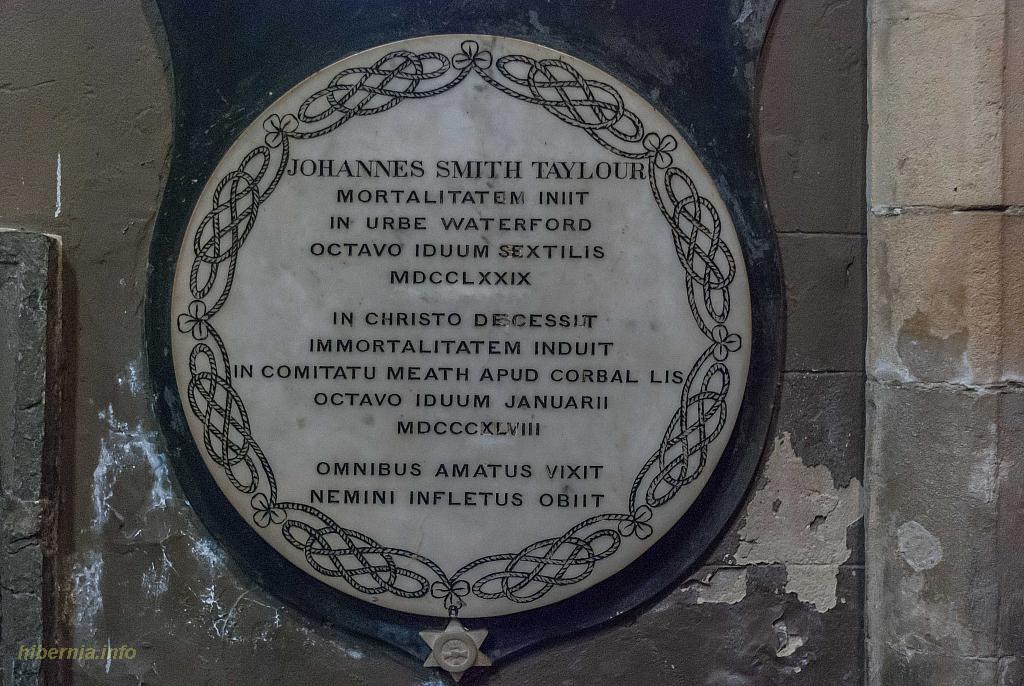 JOHANNES SMITH TAYLOUR
MORTALITATEM INIIT
IN URBE WATERFORD
OCTAVO IDUUM SEXTILIS
MDCCLXXIX
IN CHRISTO DECESSIT
IMMORTALITATEM INDUIT
IN COMITATU MEATH APUD CORBAL LIS
OCTAVO IDUUM JANUARII
MDCCCXLVIII
OMNIBUS AMATUS VIXIT
NEMINI INFLETUS OBIIT
hibernja.info